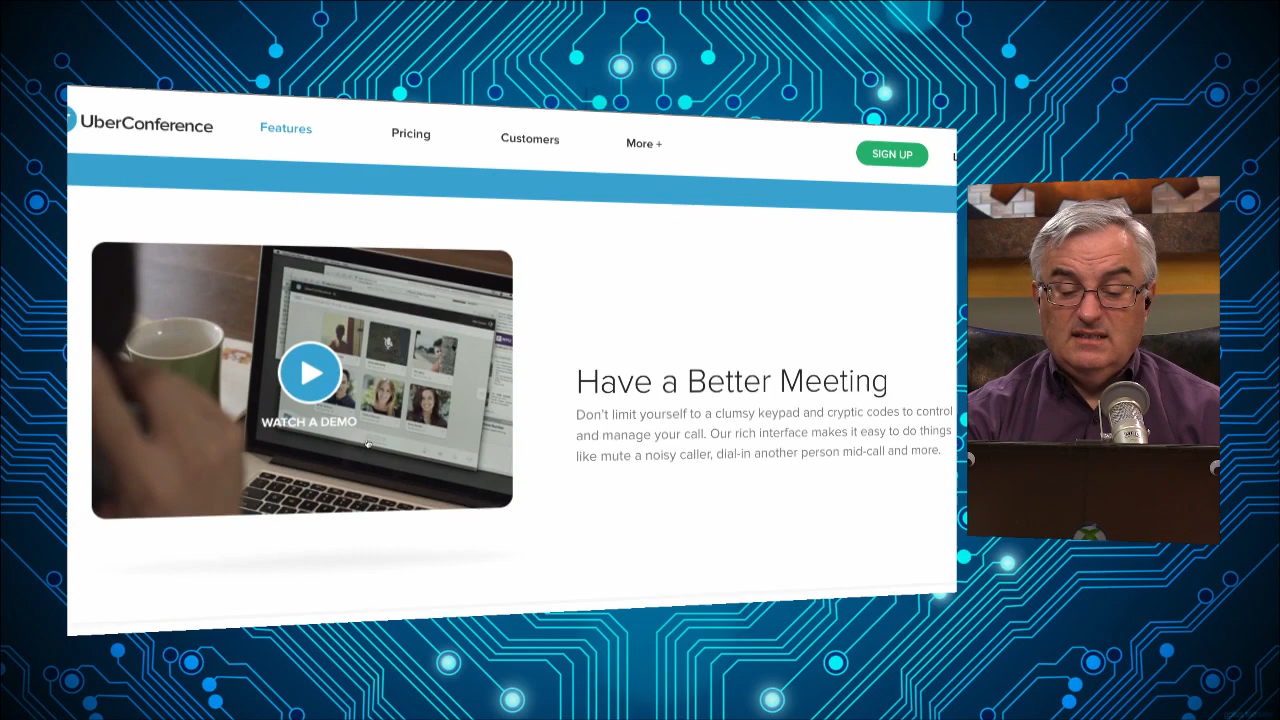 UberConference
Features
Pricing
Customers
More +
SIGN UP
WATCH A DEMO
Have a Better Meeting
Don't limit yourself to a clumsy keypad and cryptic codes to control
and manage your call. Our rich interface makes it easy to do things
like mute a noisy caller, dial-in another person mid-call and more.